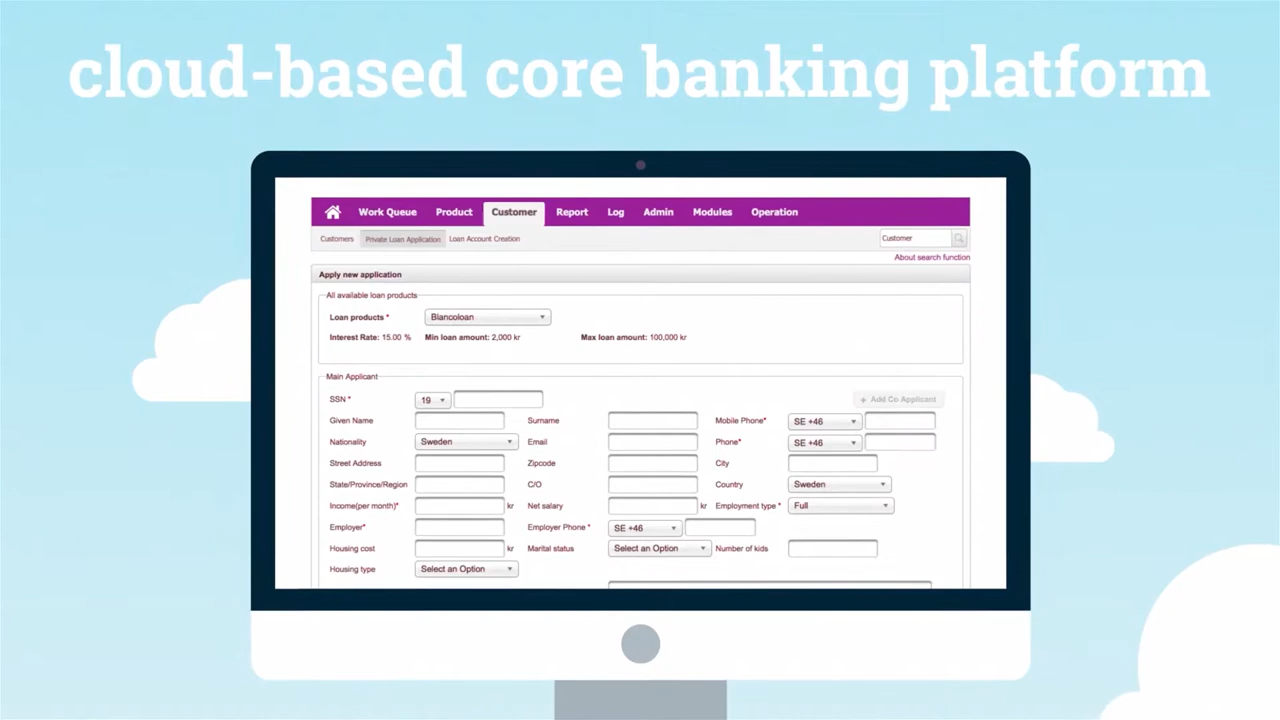 cloud-based core banking platform
Work Queue Product Customer Report Log Admin Modules Operation
Customers Private Loan Application Loan Account Creation Customer
About search function
Apply new application
All available loan products
Loan products * Blancoloan
Interest Rate: 15.00 % Min loan amount: 2,000 kr Max loan amount: 100,000 kr
Main Applicant
SSN * 19 + Add Co Applicant
Given Name Surname Mobile Phone* SE +46
Nationality Sweden Email Phone* SE +46
Street Address Zipcode City
State/Province/Region C/O Country Sweden
Income(per month)* kr Net salary kr Employment type * Full
Employer* Employer Phone * SE +46
Housing cost kr Marital status Select an Option Number of kids
Housing type Select an Option